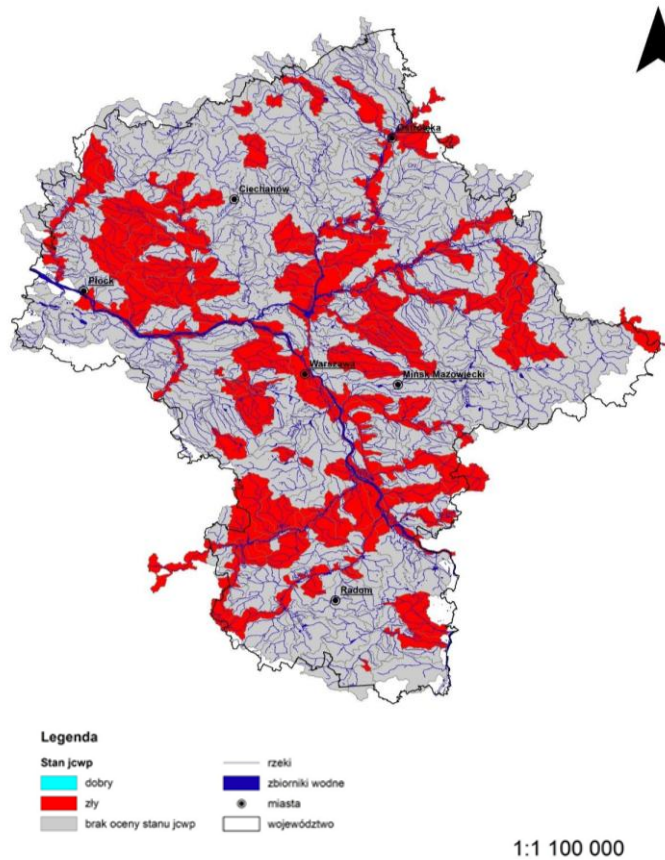 Ostrołęka
Ciechanów
Płock
Warszawa
Mińsk Mazowiecki
Radom
Legenda
Stan jcwp
dobry
zły
brak oceny stanu jcwp
rzeki
zbiorniki wodne
miasta
województwo
1:1 100 000